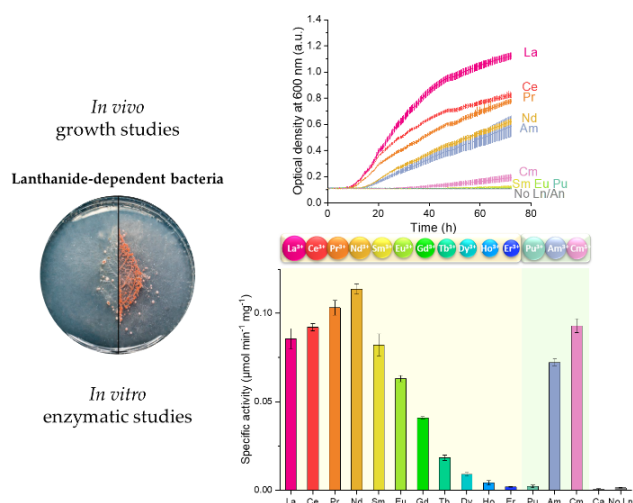 In vivo
growth studies
Lanthanide-dependent bacteria
In vitro
enzymatic studies
Optical density at 600 nm (a.u.)
1.4
1.2
1.0
0.8
0.6
0.4
0.2
0.0
La
Ce
Pr
Nd
Am
Cm
Sm Eu Pu
No Ln/An
0 20 40 60 80
Time (h)
La³⁺ Ce³⁺ Pr³⁺ Nd³⁺ Sm³⁺ Eu³⁺ Gd³⁺ Tb³⁺ Dy³⁺ Ho³⁺ Er³⁺ Pu³⁺ Am³⁺ Cm³⁺
Specific activity (μmol min⁻¹ mg⁻¹)
0.10
0.05
0.00
La Ce Pr Nd Sm Eu Gd Tb Dy Ho Er Pu Am Cm Ca No Ln